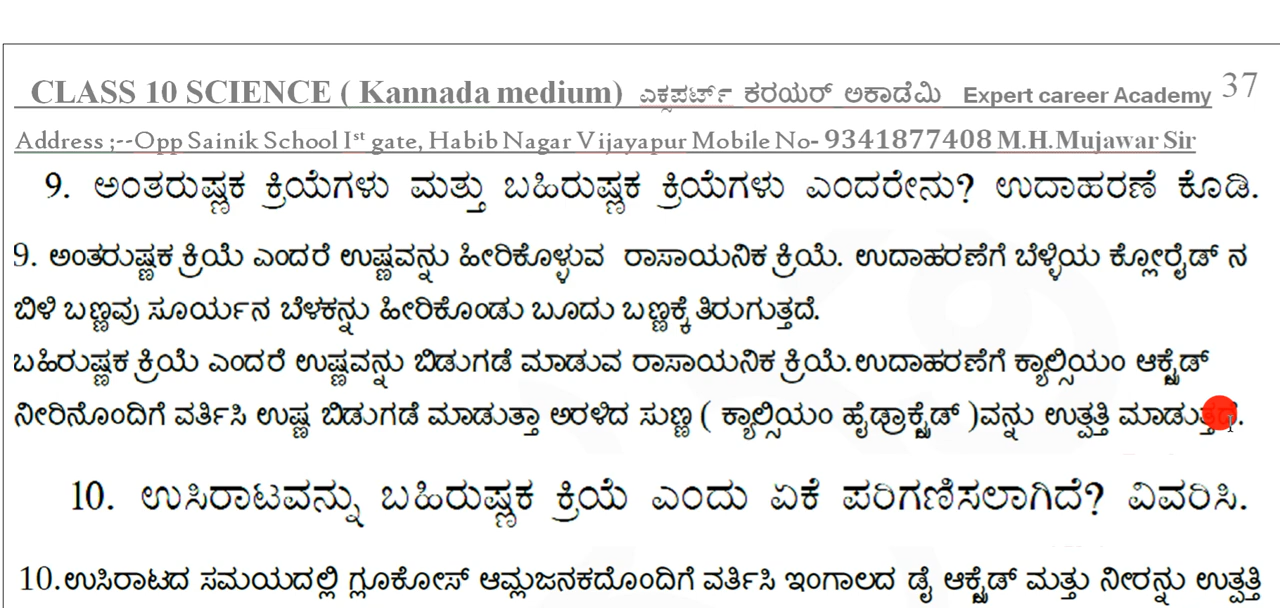 CLASS 10 SCIENCE ( Kannada medium) ಎಕ್ಸಪರ್ಟ್ ಕರಿಯರ್ ಅಕಾಡೆಮಿ Expert career Academy 37
Address ;--Opp Sainik School Ist gate, Habib Nagar Vijayapur Mobile No- 9341877408 M.H.Mujawar Sir
9. ಅಂತರುಷ್ಣಕ ಕ್ರಿಯೆಗಳು ಮತ್ತು ಬಹಿರುಷ್ಣಕ ಕ್ರಿಯೆಗಳು ಎಂದರೇನು? ಉದಾಹರಣೆ ಕೊಡಿ.
9. ಅಂತರುಷ್ಣಕ ಕ್ರಿಯೆ ಎಂದರೆ ಉಷ್ಣವನ್ನು ಹೀರಿಕೊಳ್ಳುವ ರಾಸಾಯನಿಕ ಕ್ರಿಯೆ. ಉದಾಹರಣೆಗೆ ಬೆಳ್ಳಿಯ ಕ್ಲೋರೈಡ್ ನ
ಬಿಳಿ ಬಣ್ಣವು ಸೂರ್ಯನ ಬೆಳಕನ್ನು ಹೀರಿಕೊಂಡು ಬೂದು ಬಣ್ಣಕ್ಕೆ ತಿರುಗುತ್ತದೆ.
ಬಹಿರುಷ್ಣಕ ಕ್ರಿಯೆ ಎಂದರೆ ಉಷ್ಣವನ್ನು ಬಿಡುಗಡೆ ಮಾಡುವ ರಾಸಾಯನಿಕ ಕ್ರಿಯೆ.ಉದಾಹರಣೆಗೆ ಕ್ಯಾಲ್ಸಿಯಂ ಆಕ್ಸೈಡ್
ನೀರಿನೊಂದಿಗೆ ವರ್ತಿಸಿ ಉಷ್ಣ ಬಿಡುಗಡೆ ಮಾಡುತ್ತಾ ಅರಳಿದ ಸುಣ್ಣ ( ಕ್ಯಾಲ್ಸಿಯಂ ಹೈಡ್ರಾಕ್ಸೈಡ್ )ವನ್ನು ಉತ್ಪತ್ತಿ ಮಾಡುತ್ತದೆ.
10. ಉಸಿರಾಟವನ್ನು ಬಹಿರುಷ್ಣಕ ಕ್ರಿಯೆ ಎಂದು ಏಕೆ ಪರಿಗಣಿಸಲಾಗಿದೆ? ವಿವರಿಸಿ.
10.ಉಸಿರಾಟದ ಸಮಯದಲ್ಲಿ ಗ್ಲೂಕೋಸ್ ಆಮ್ಲಜನಕದೊಂದಿಗೆ ವರ್ತಿಸಿ ಇಂಗಾಲದ ಡೈ ಆಕ್ಸೈಡ್ ಮತ್ತು ನೀರನ್ನು ಉತ್ಪತ್ತಿ